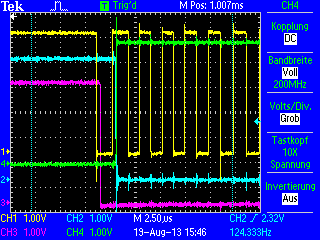 Tek T Trig'd M Pos: 1.007ms CH4
Kopplung
DC
Bandbreite
Voll
200MHz
Volts/Div.
Grob
Tastkopf
10X
Spannung
Invertierung
Aus
1
4
2
3
CH1 1.00V CH2 1.00V M 2.50µs CH2 ∕ 2.32V
CH3 1.00V CH4 1.00V 19-Aug-13 15:46 124.333Hz